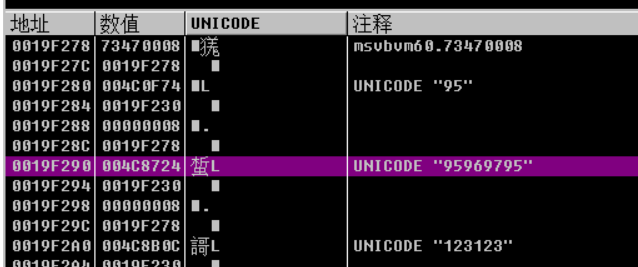 地址 数值 UNICODE 注释
0019F278 73470008 ■㺔 msvbvm60.73470008
0019F27C 0019F278 ■
0019F280 004C0F74 ■L UNICODE "95"
0019F284 0019F230 ■
0019F288 00000008 ■.
0019F28C 0019F278 ■
0019F290 004C8724 蜤L UNICODE "95969795"
0019F294 0019F230 ■
0019F298 00000008 ■.
0019F29C 0019F278 ■
0019F2A0 004C8B0C 謌L UNICODE "123123"
0019F2A4 0019F230 ■